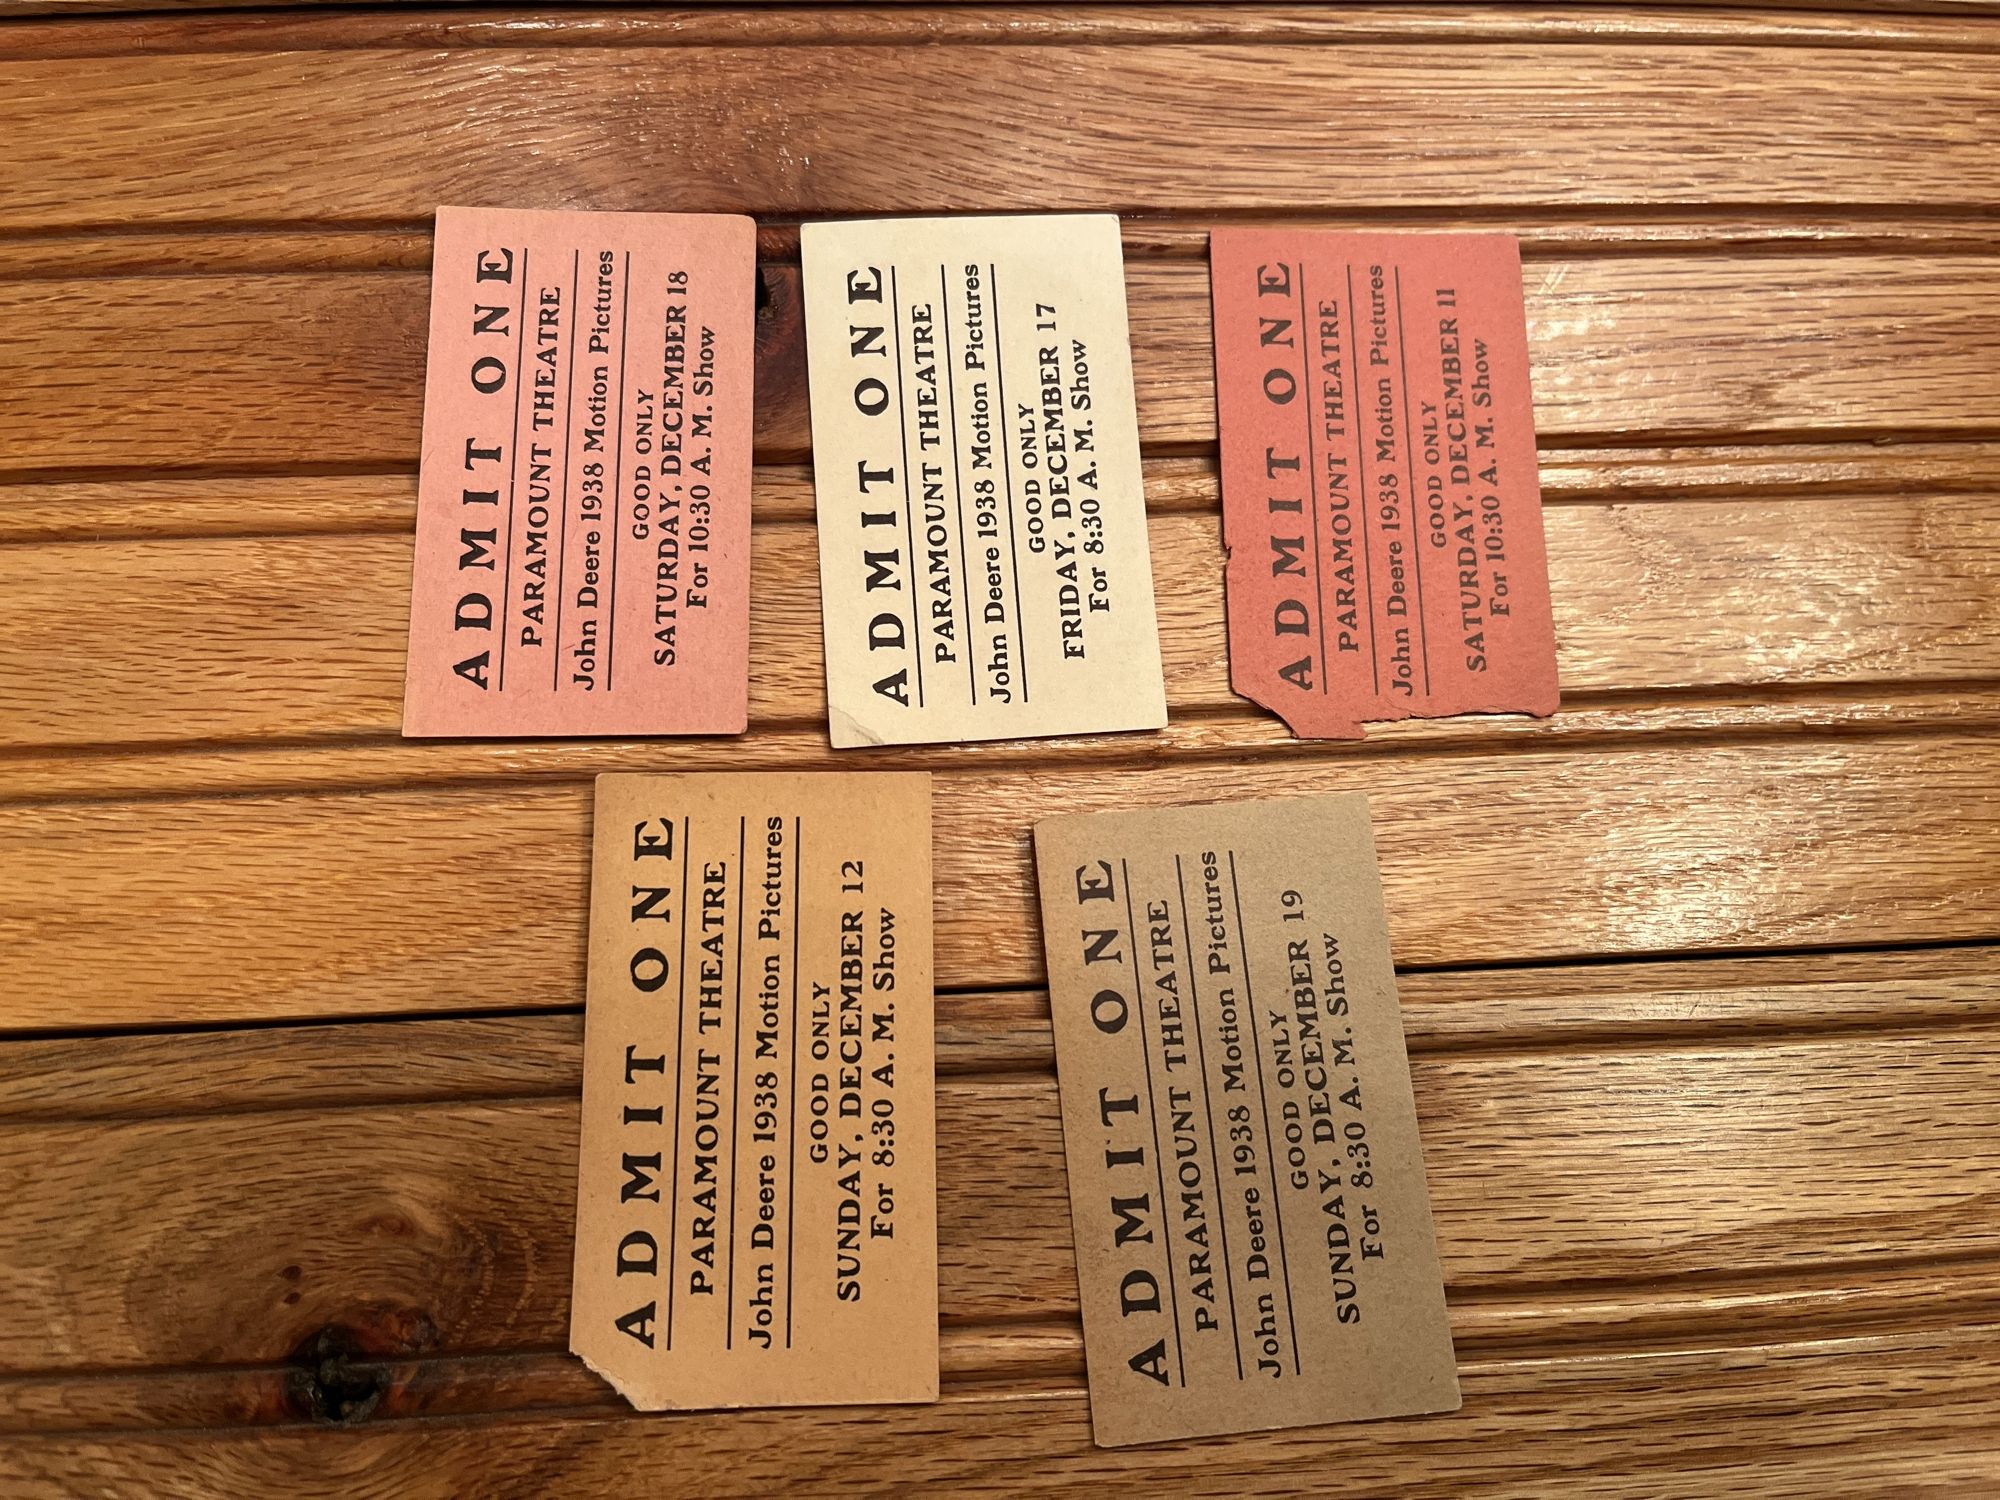 ADMIT ONE
PARAMOUNT THEATRE
John Deere 1938 Motion Pictures
GOOD ONLY
SATURDAY, DECEMBER 18
For 10:30 A. M. Show
ADMIT ONE
PARAMOUNT THEATRE
John Deere 1938 Motion Pictures
GOOD ONLY
FRIDAY, DECEMBER 17
For 8:30 A. M. Show
ADMIT ONE
PARAMOUNT THEATRE
John Deere 1938 Motion Pictures
GOOD ONLY
SATURDAY, DECEMBER 11
For 10:30 A. M. Show
ADMIT ONE
PARAMOUNT THEATRE
John Deere 1938 Motion Pictures
GOOD ONLY
SUNDAY, DECEMBER 12
For 8:30 A. M. Show
ADMIT ONE
PARAMOUNT THEATRE
John Deere 1938 Motion Pictures
GOOD ONLY
SUNDAY, DECEMBER 19
For 8:30 A. M. Show